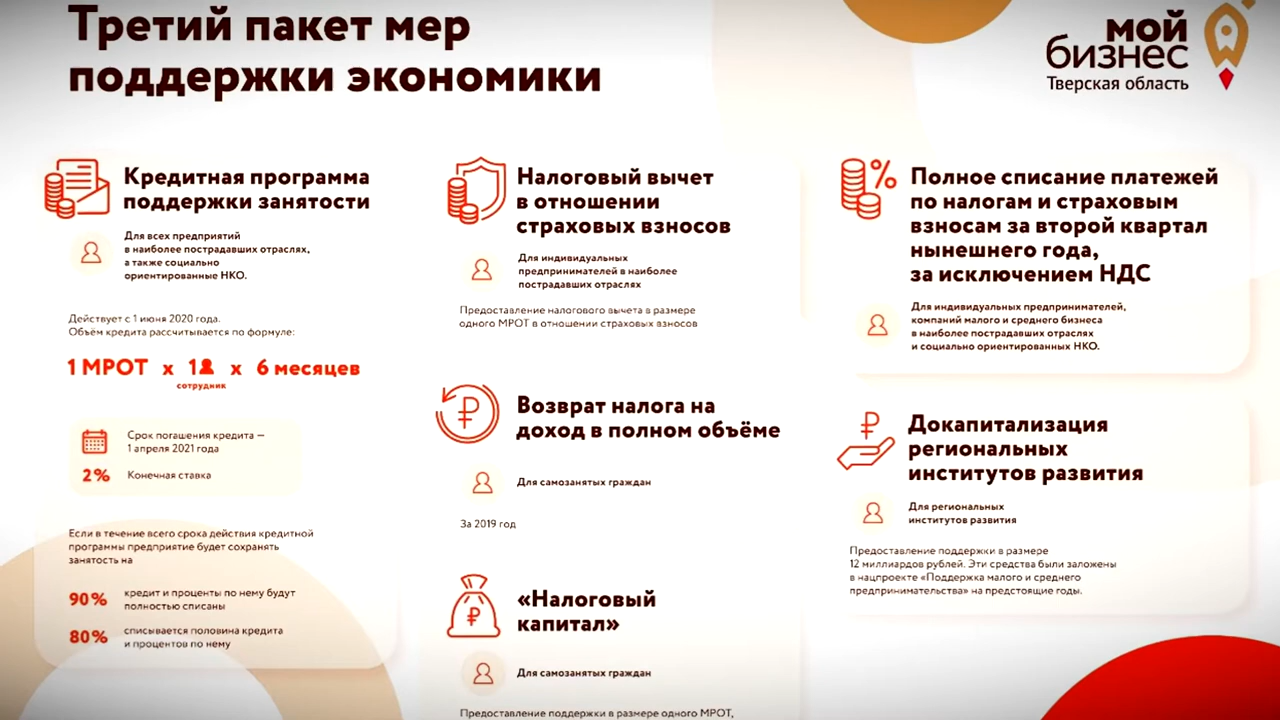 Третий пакет мер
поддержки экономики
мой
бизнес
Тверская область
Кредитная программа
поддержки занятости
Для всех предприятий
в наиболее пострадавших отраслях,
а также социально
ориентированные НКО.
Действует с 1 июня 2020 года.
Объём кредита рассчитывается по формуле:
1 МРОТ x 1 x 6 месяцев
сотрудник
Срок погашения кредита —
1 апреля 2021 года
2% Конечная ставка
Если в течение всего срока действия кредитной
программы предприятие будет сохранять
занятость на
90% кредит и проценты по нему будут
полностью списаны
80% списывается половина кредита
и процентов по нему
Налоговый вычет
в отношении
страховых взносов
Для индивидуальных
предпринимателей в наиболее
пострадавших отраслях
Предоставление налогового вычета в размере
одного МРОТ в отношении страховых взносов
Возврат налога на
доход в полном объёме
Для самозанятых граждан
За 2019 год
«Налоговый
капитал»
Для самозанятых граждан
Предоставление поддержки в размере одного МРОТ,
%
Полное списание платежей
по налогам и страховым
взносам за второй квартал
нынешнего года,
за исключением НДС
Для индивидуальных предпринимателей,
компаний малого и среднего бизнеса
в наиболее пострадавших отраслях
и социально ориентированных НКО.
Докапитализация
региональных
институтов развития
Для региональных
институтов развития
Предоставление поддержки в размере
12 миллиардов рублей. Эти средства были заложены
в нацпроекте «Поддержка малого и среднего
предпринимательства» на предстоящие годы.